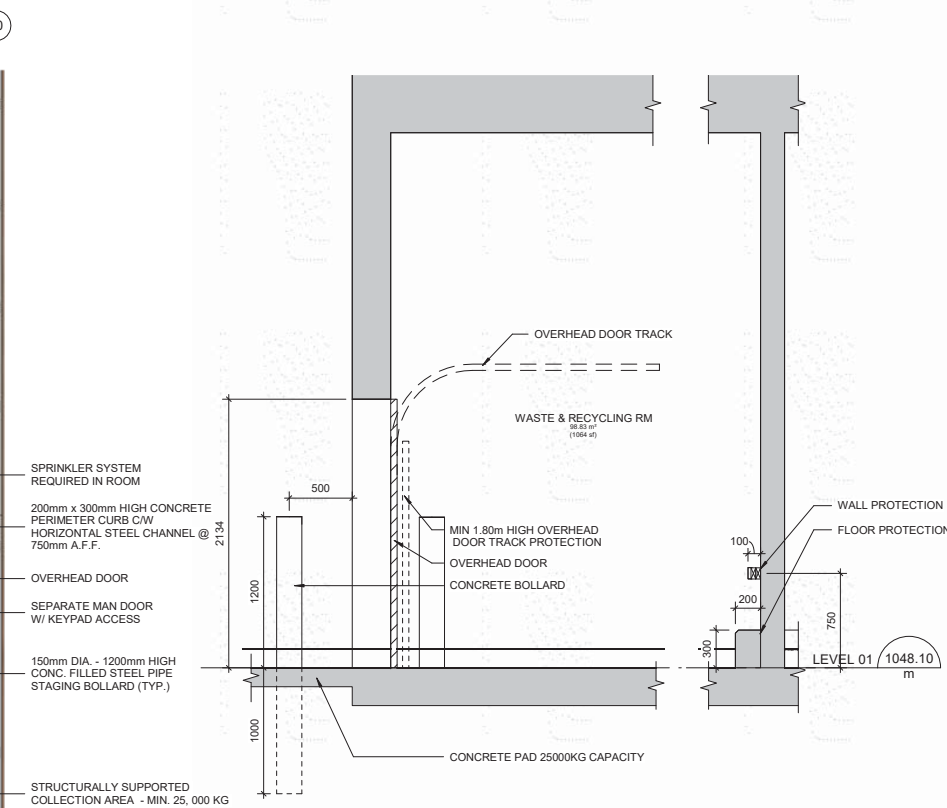 SPRINKLER SYSTEM
REQUIRED IN ROOM
200mm x 300mm HIGH CONCRETE
PERIMETER CURB C/W
HORIZONTAL STEEL CHANNEL @
750mm A.F.F.
OVERHEAD DOOR
SEPARATE MAN DOOR
W/ KEYPAD ACCESS
150mm DIA. - 1200mm HIGH
CONC. FILLED STEEL PIPE
STAGING BOLLARD (TYP.)
STRUCTURALLY SUPPORTED
COLLECTION AREA - MIN. 25, 000 KG
2134
500
1200
1000
OVERHEAD DOOR TRACK
WASTE & RECYCLING RM
98.83 m²
(1064 sf)
MIN 1.80m HIGH OVERHEAD
DOOR TRACK PROTECTION
OVERHEAD DOOR
CONCRETE BOLLARD
CONCRETE PAD 25000KG CAPACITY
WALL PROTECTION
FLOOR PROTECTION
100
200
300
750
LEVEL 01
1048.10
m